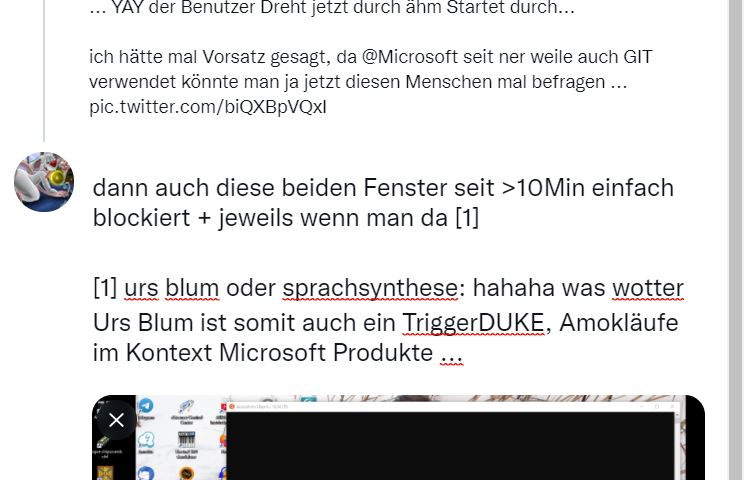 ... YAY der Benutzer Dreht jetzt durch ähm Startet durch...
ich hätte mal Vorsatz gesagt, da @Microsoft seit ner weile auch GIT
verwendet könnte man ja jetzt diesen Menschen mal befragen ...
pic.twitter.com/biQXBpVQxI
dann auch diese beiden Fenster seit >10Min einfach
blockiert + jeweils wenn man da [1]
[1] urs blum oder sprachsynthese: hahaha was wotter
Urs Blum ist somit auch ein TriggerDUKE, Amokläufe
im Kontext Microsoft Produkte ...